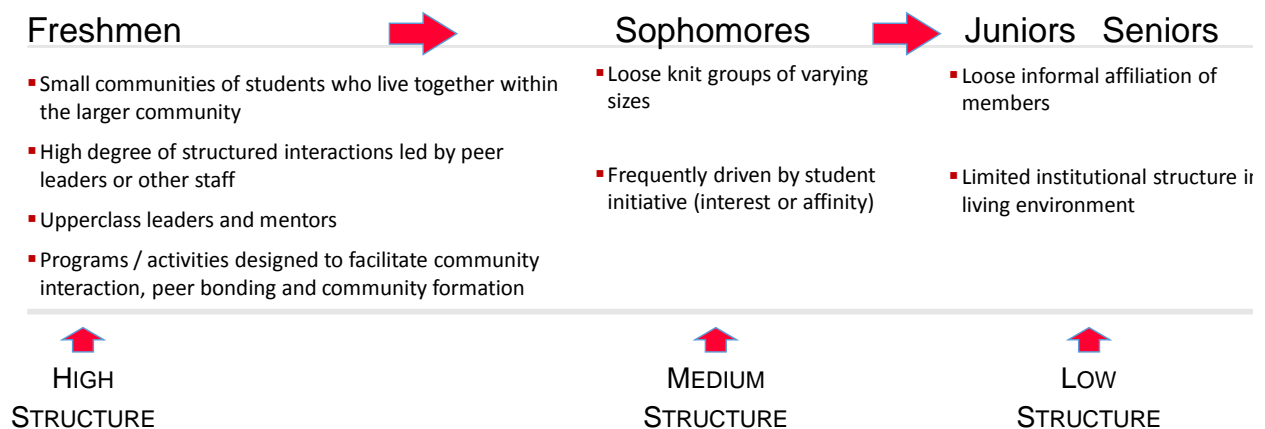 Freshmen
▪Small communities of students who live together within
the larger community
▪High degree of structured interactions led by peer
leaders or other staff
▪Upperclass leaders and mentors
▪Programs / activities designed to facilitate community
interaction, peer bonding and community formation
HIGH
STRUCTURE
Sophomores
▪Loose knit groups of varying
sizes
▪Frequently driven by student
initiative (interest or affinity)
MEDIUM
STRUCTURE
Juniors Seniors
▪Loose informal affiliation of
members
▪Limited institutional structure in
living environment
LOW
STRUCTURE